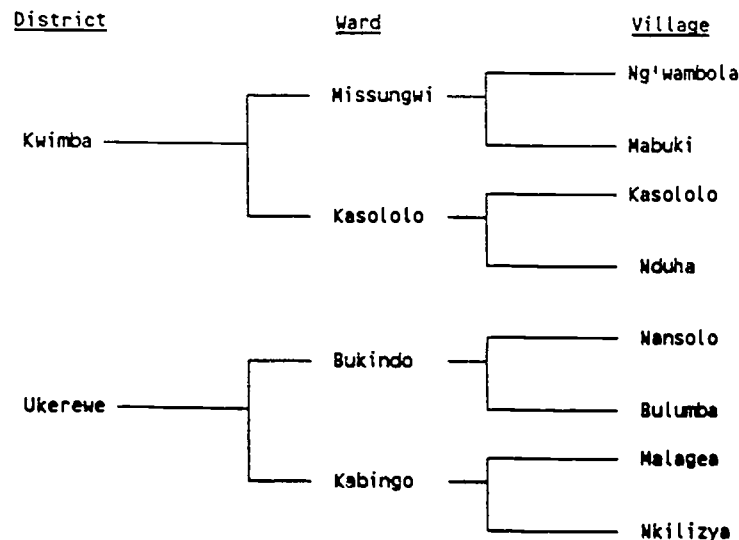 District Ward Village
Ng'wambola
Missungwi
Kwimba
Mabuki
Kasololo
Kasololo
Nduha
Nansolo
Bukindo
Ukerewe
Bulumba
Malagea
Kabingo
Nkilizya